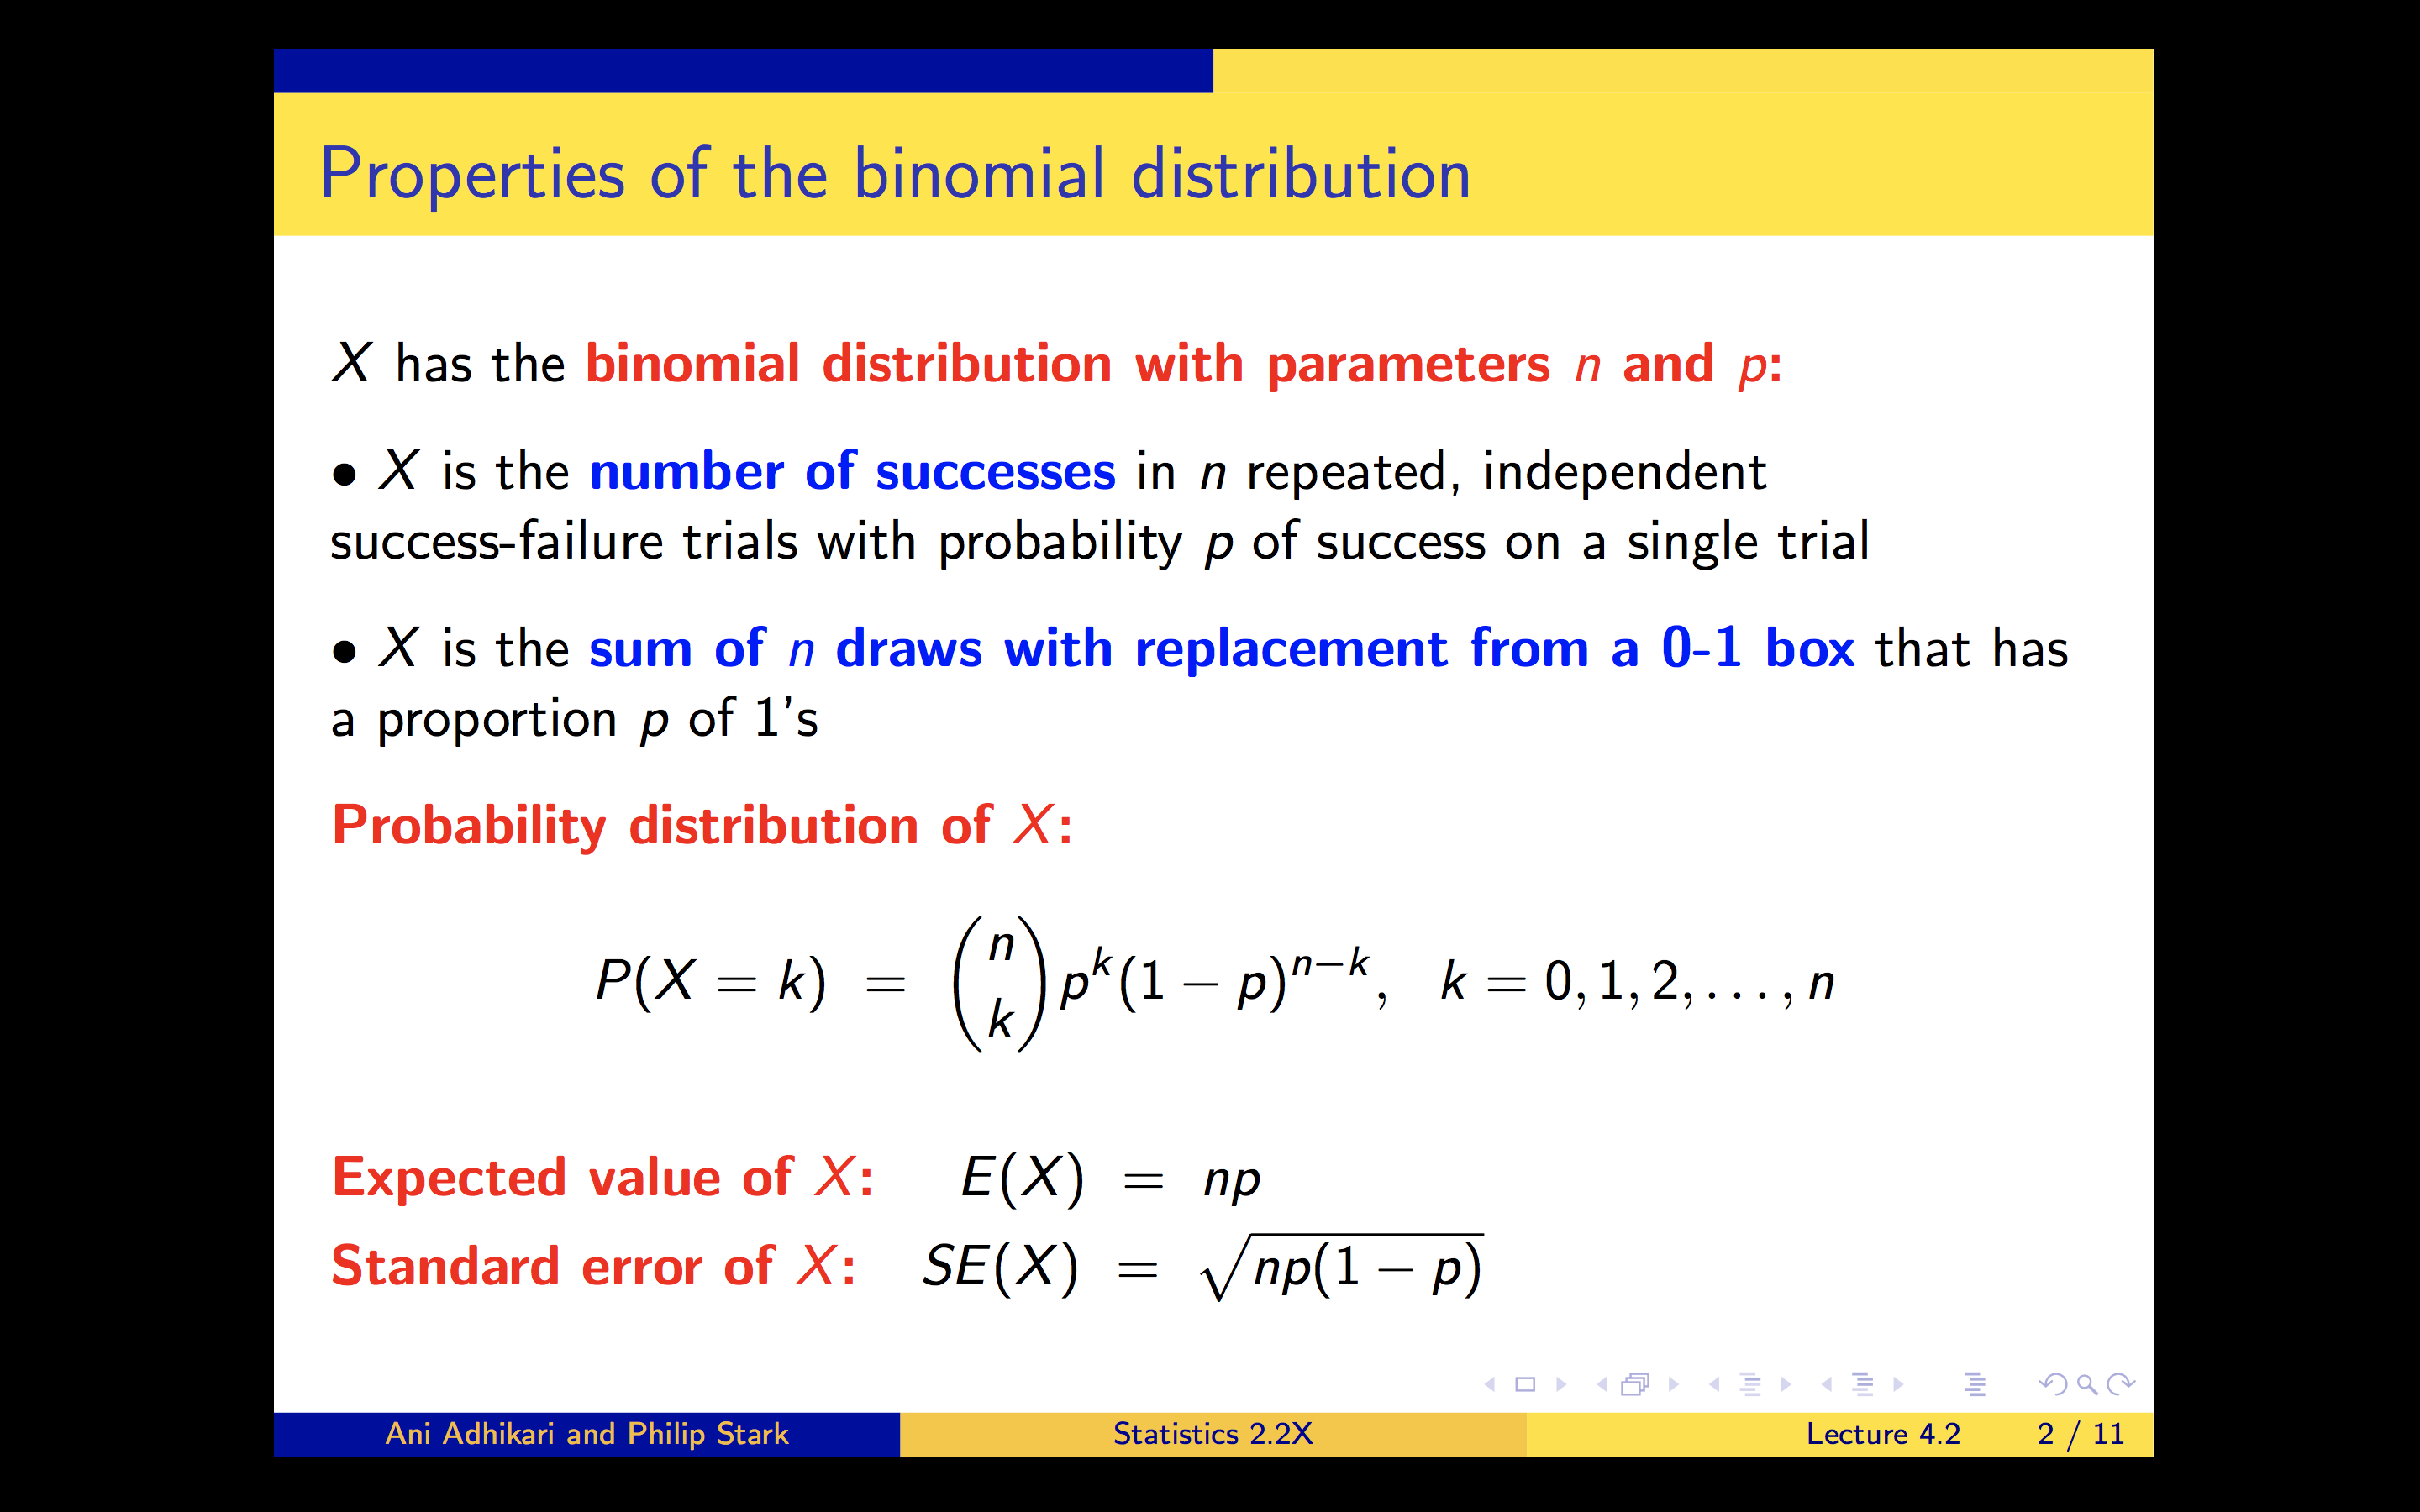 Properties of the binomial distribution
X has the binomial distribution with parameters n and p:
• X is the number of successes in n repeated, independent
success-failure trials with probability p of success on a single trial
• X is the sum of n draws with replacement from a 0-1 box that has
a proportion p of 1's
Probability distribution of X:
P(X = k) = \binom{n}{k} p^k (1 − p)^{n−k}, k = 0, 1, 2, . . . , n
Expected value of X: E(X) = np
Standard error of X: SE(X) = \sqrt{np(1 − p)}
Ani Adhikari and Philip Stark Statistics 2.2X Lecture 4.2 2 / 11